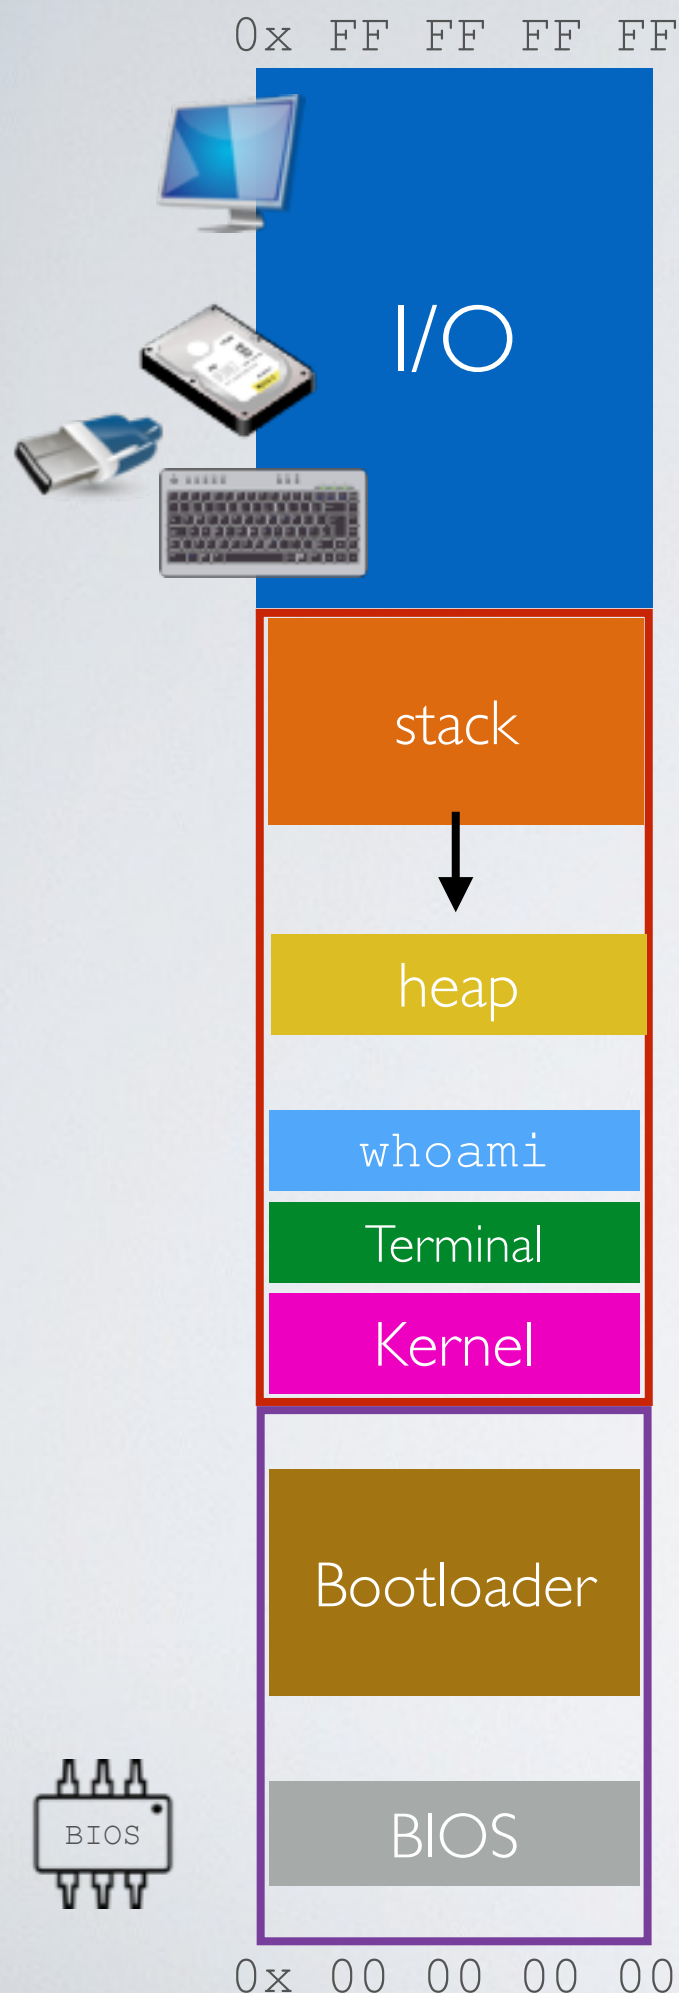 0x FF FF FF FF
I/O
stack
heap
whoami
Terminal
Kernel
Bootloader
BIOS
BIOS
0x 00 00 00 00